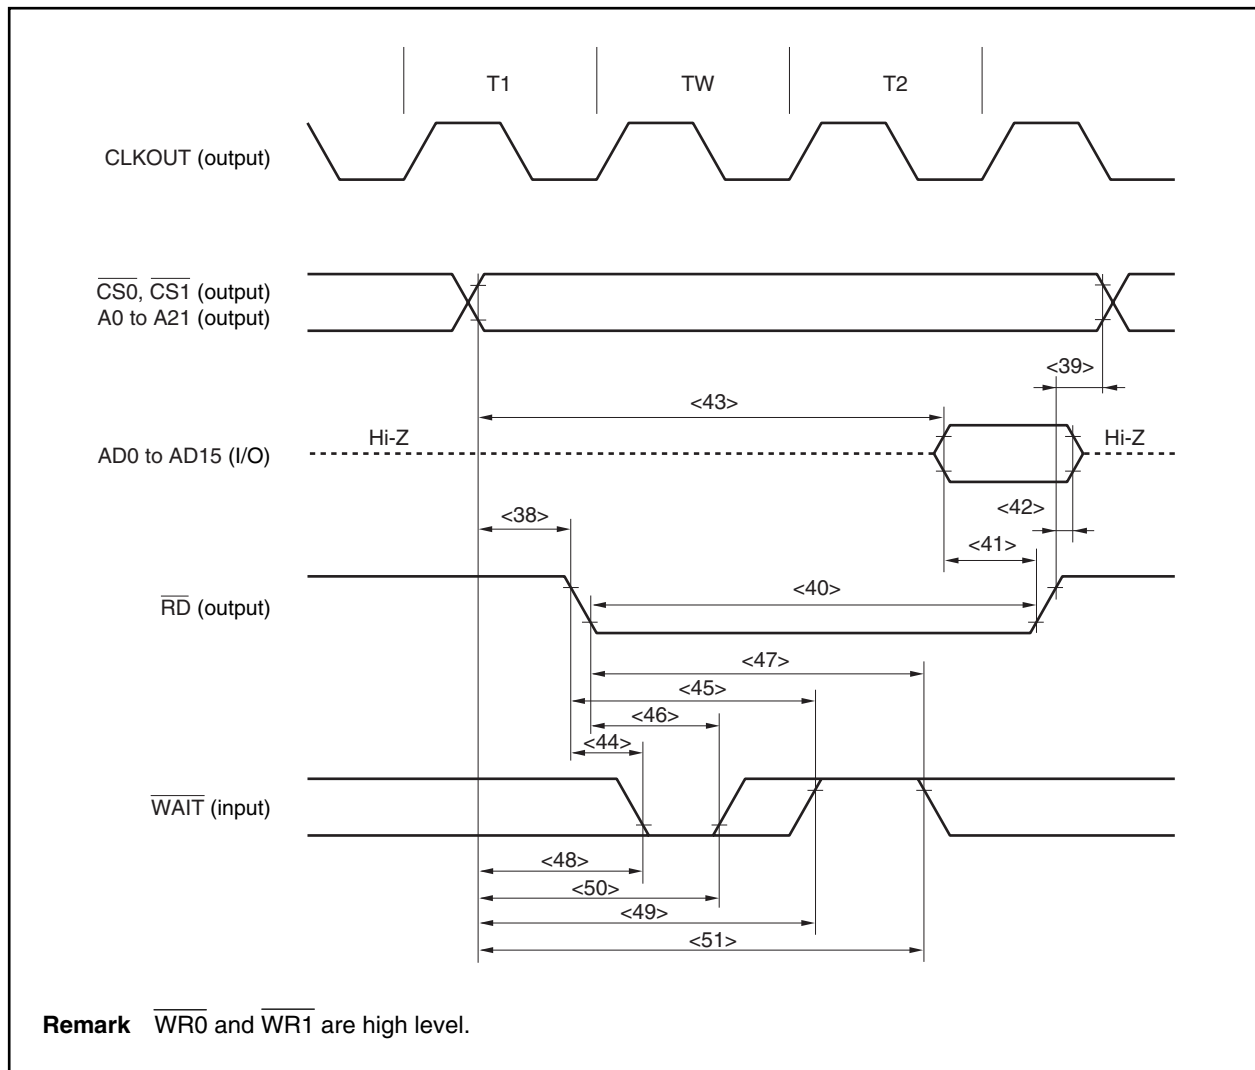 T1 TW T2
CLKOUT (output)
CS0, CS1 (output)
A0 to A21 (output)
<39>
<43>
Hi-Z Hi-Z
AD0 to AD15 (I/O)
<38> <42>
<41>
<40>
RD (output)
<47>
<45>
<46>
<44>
WAIT (input)
<48>
<50>
<49>
<51>
Remark WR0 and WR1 are high level.